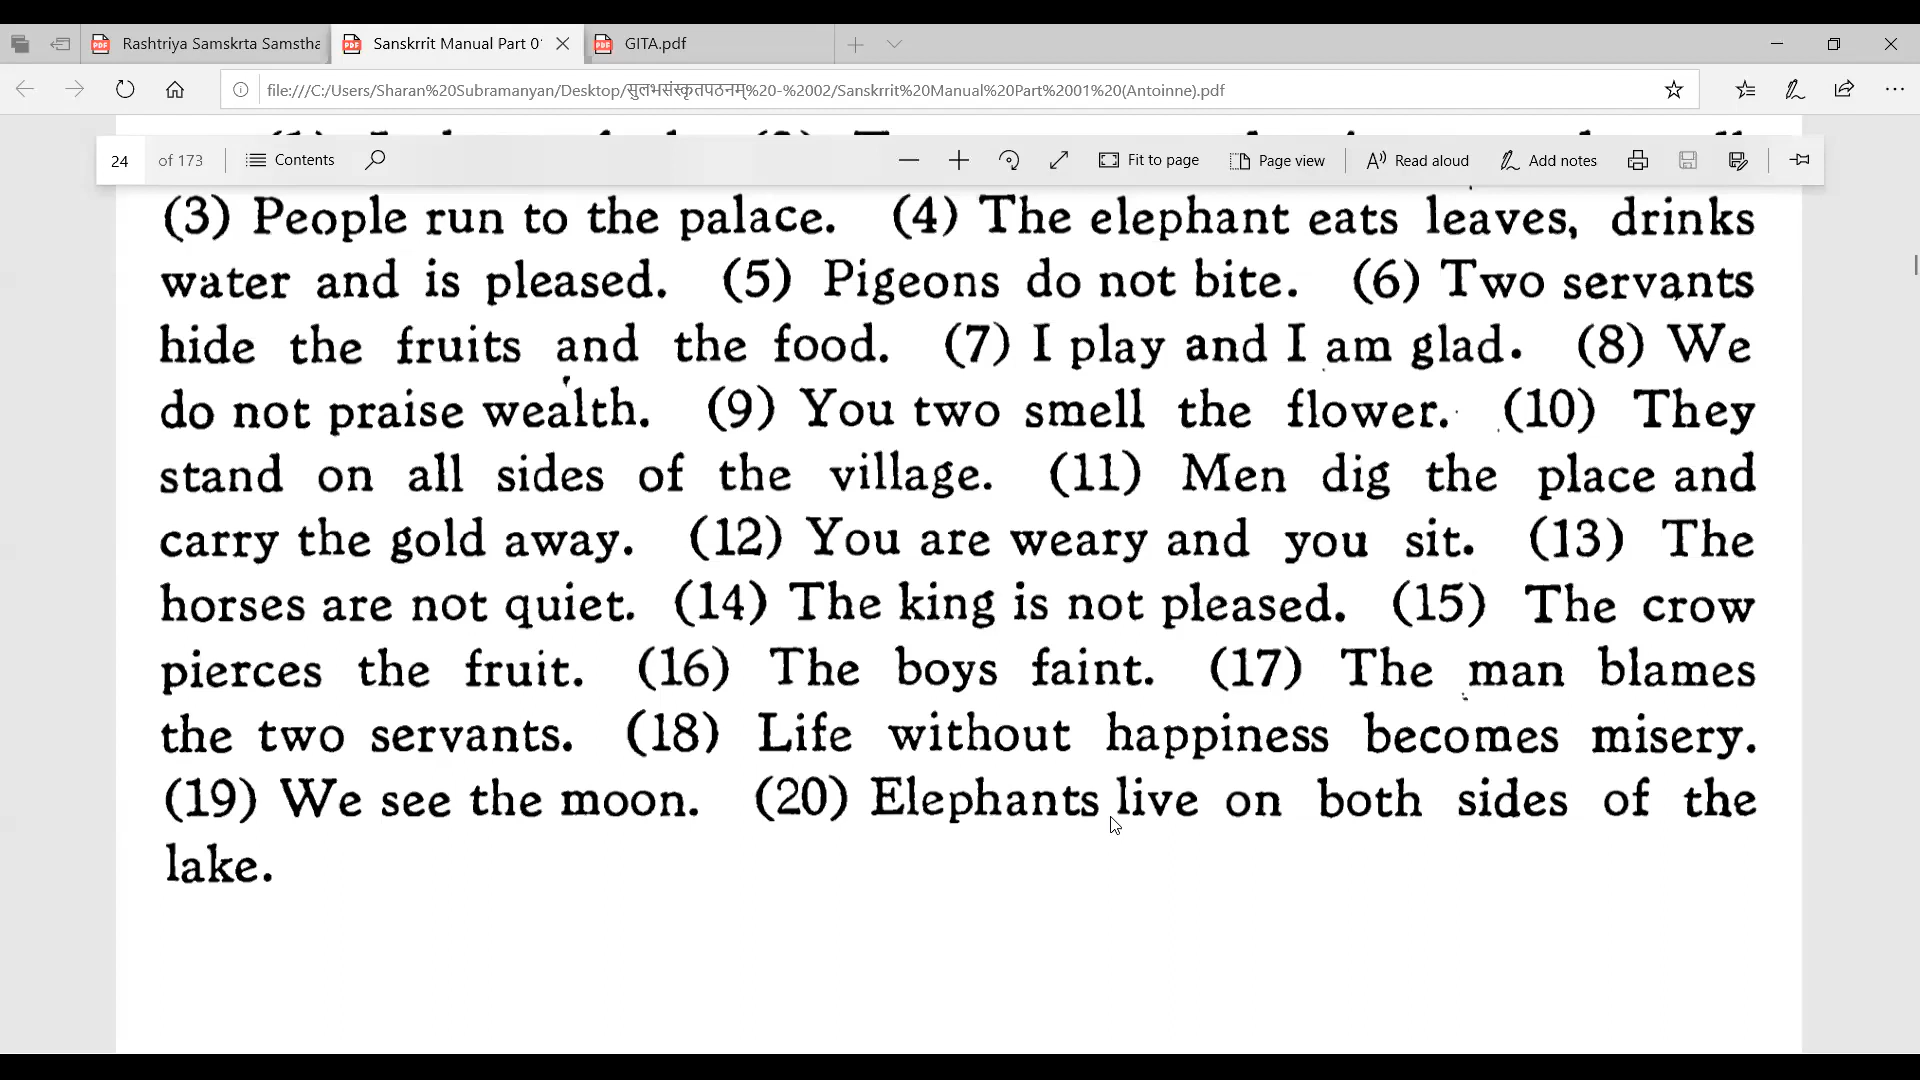 Rashtriya Samskrta Samstha
Sanskrrit Manual Part 0
GITA.pdf
file:///C:/Users/Sharan%20Subramanyan/Desktop/सुलभसंस्कृतपठनम्%20-%2002/Sanskrrit%20Manual%20Part%2001%20(Antoinne).pdf
24 of 173 Contents Fit to page Page view Read aloud Add notes
(3) People run to the palace. (4) The elephant eats leaves, drinks
water and is pleased. (5) Pigeons do not bite. (6) Two servants
hide the fruits and the food. (7) I play and I am glad. (8) We
do not praise wealth. (9) You two smell the flower. (10) They
stand on all sides of the village. (11) Men dig the place and
carry the gold away. (12) You are weary and you sit. (13) The
horses are not quiet. (14) The king is not pleased. (15) The crow
pierces the fruit. (16) The boys faint. (17) The man blames
the two servants. (18) Life without happiness becomes misery.
(19) We see the moon. (20) Elephants live on both sides of the
lake.